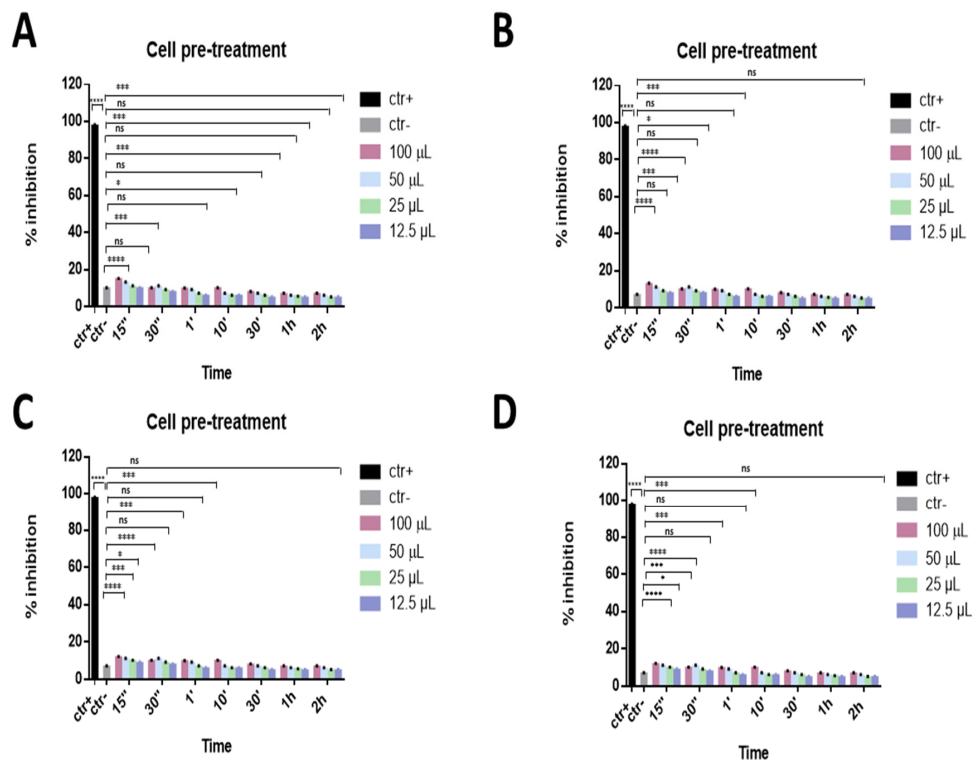 A
Cell pre-treatment
% inhibition
120
100
80
60
40
20
0
***
****
ns
***
ns
***
ns
*
ns
***
ns
****
ctr+
ctr-
15"
30"
1'
10'
30'
1h
2h
Time
ctr+
ctr-
100 µL
50 µL
25 µL
12.5 µL
B
Cell pre-treatment
% inhibition
120
100
80
60
40
20
0
ns
***
****
ns
*
ns
****
***
ns
****
ctr+
ctr-
15"
30"
1'
10'
30'
1h
2h
Time
ctr+
ctr-
100 µL
50 µL
25 µL
12.5 µL
C
Cell pre-treatment
% inhibition
120
100
80
60
40
20
0
ns
****
***
ns
***
ns
****
*
***
****
ctr+
ctr-
15"
30"
1'
10'
30'
1h
2h
Time
ctr+
ctr-
100 µL
50 µL
25 µL
12.5 µL
D
Cell pre-treatment
% inhibition
120
100
80
60
40
20
0
ns
****
***
ns
***
ns
****
***
*
****
ctr+
ctr-
15"
30"
1'
10'
30'
1h
2h
Time
ctr+
ctr-
100 µL
50 µL
25 µL
12.5 µL